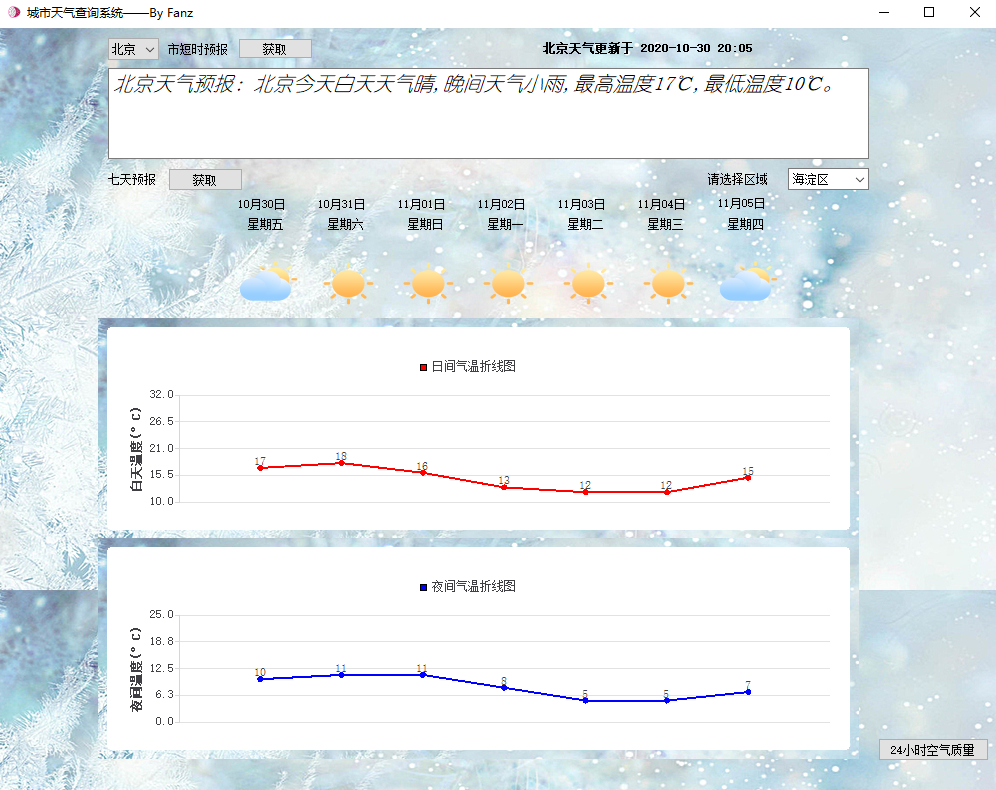 城市天气查询系统——By Fanz
北京 市短时预报 获取 北京天气更新于 2020-10-30 20:05
北京天气预报：北京今天白天天气晴,晚间天气小雨,最高温度17℃,最低温度10℃。
七天预报 获取 请选择区域 海淀区
10月30日 10月31日 11月01日 11月02日 11月03日 11月04日 11月05日
星期五 星期六 星期日 星期一 星期二 星期三 星期四
日间气温折线图
白天温度(° C)
32.0
26.5
21.0
15.5
10.0
17 18 16 13 12 12 15
夜间气温折线图
夜间温度(° C)
25.0
18.8
12.5
6.3
0.0
10 11 11 8 5 5 7
24小时空气质量